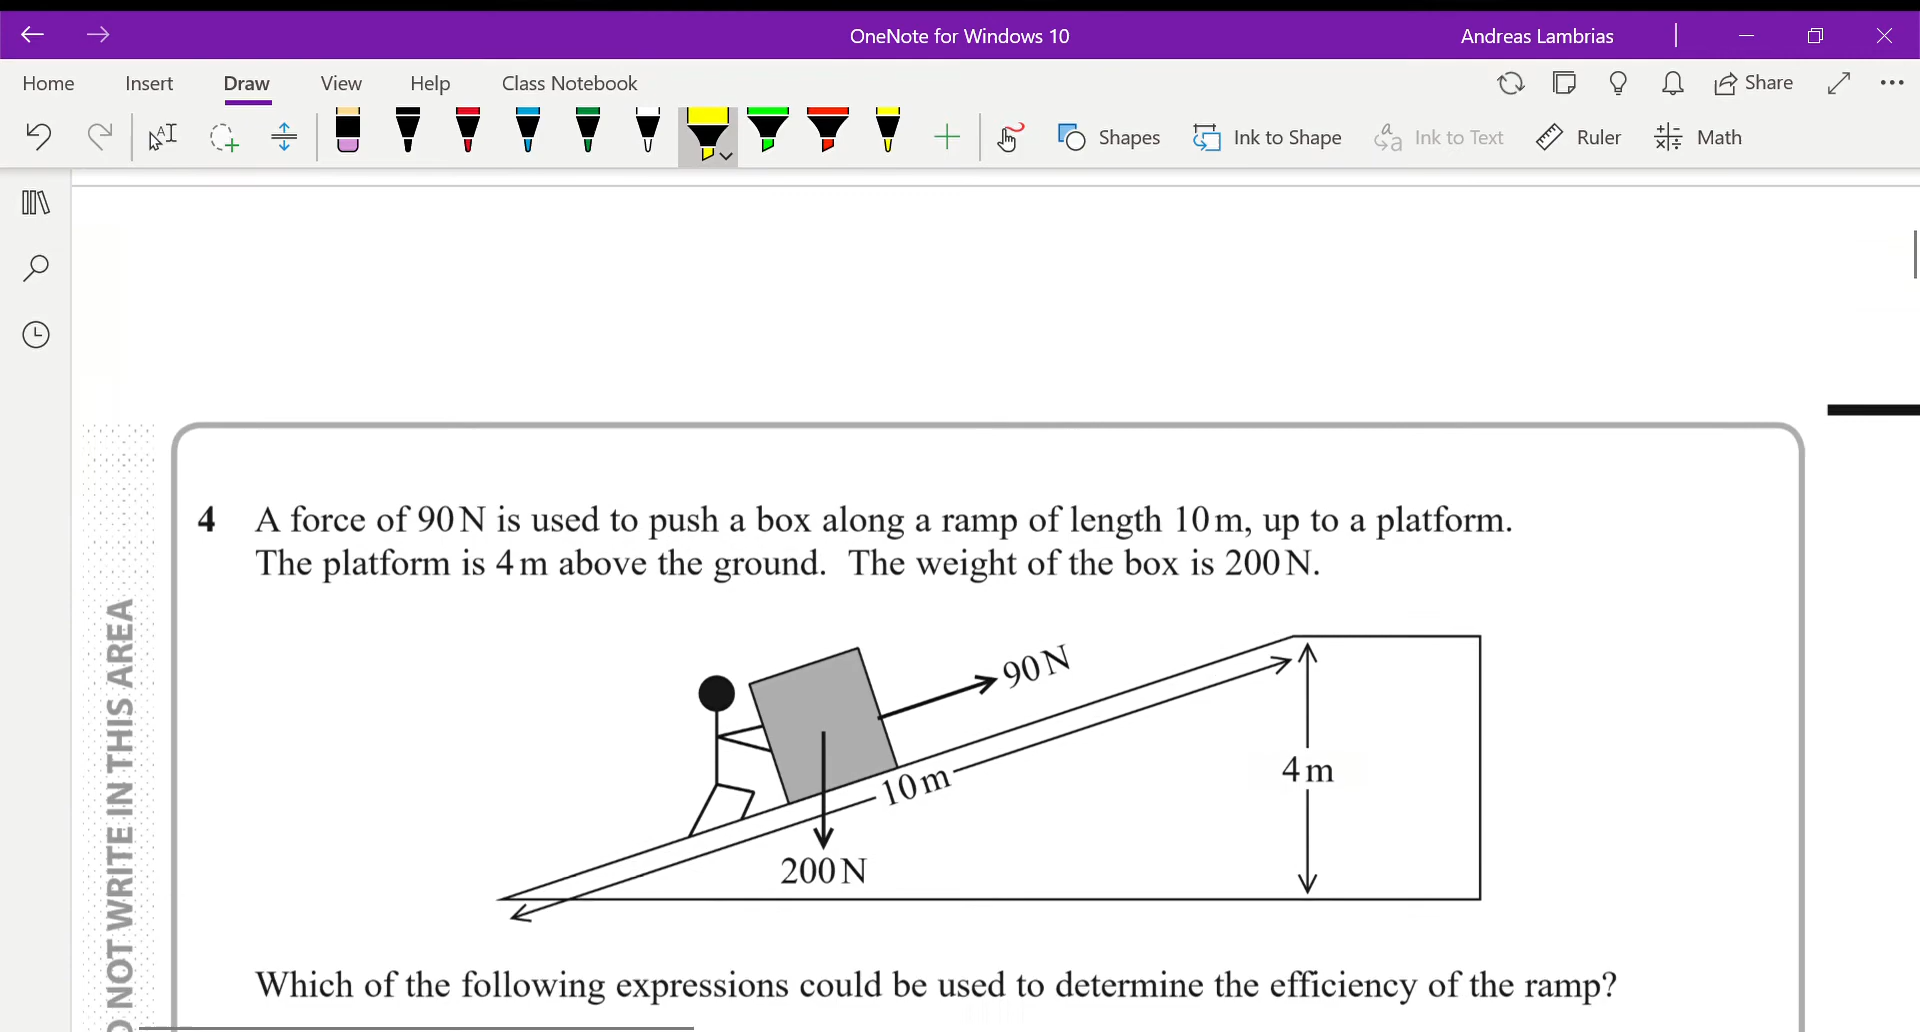 OneNote for Windows 10
Andreas Lambrias
Home Insert Draw View Help Class Notebook
Share
Shapes Ink to Shape Ink to Text Ruler Math
4 A force of 90 N is used to push a box along a ramp of length 10 m, up to a platform.
The platform is 4 m above the ground. The weight of the box is 200 N.
90 N
10 m
4 m
200 N
NOT WRITE IN THIS AREA
Which of the following expressions could be used to determine the efficiency of the ramp?